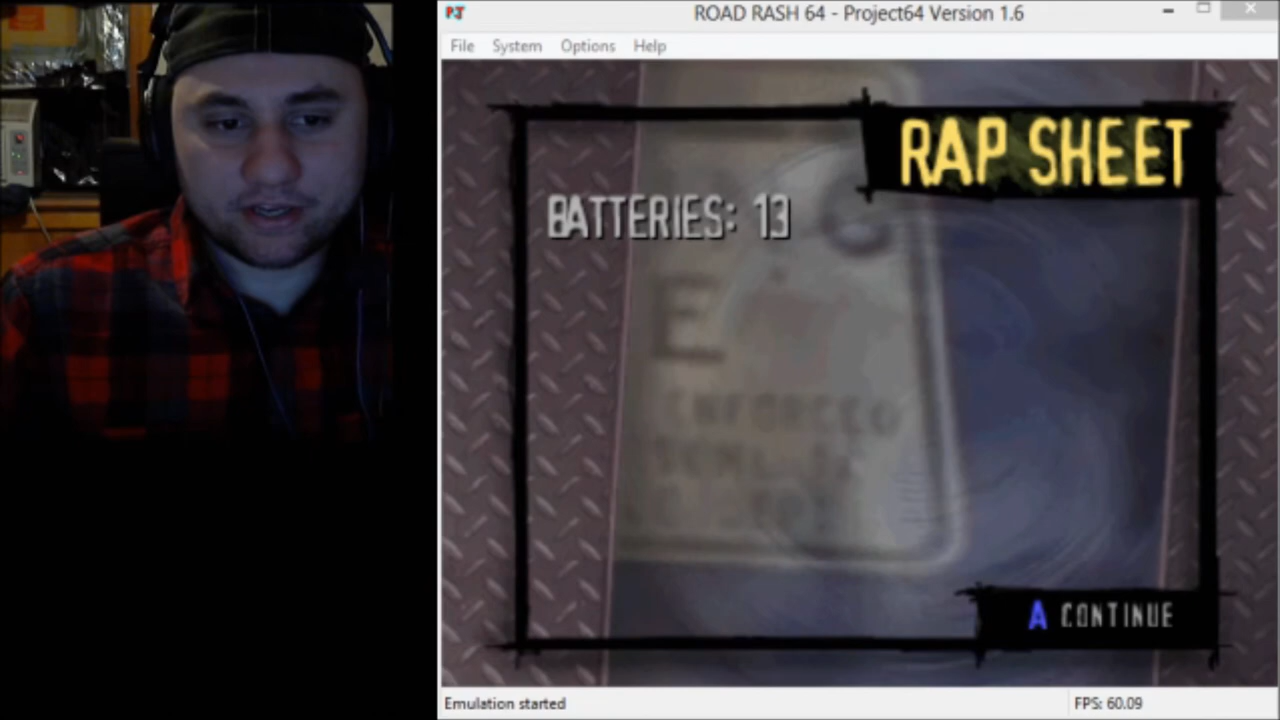 ROAD RASH 64 - Project64 Version 1.6
File System Options Help
RAP SHEET
BATTERIES: 13
E
ENFORCED
A CONTINUE
Emulation started
FPS: 60.09